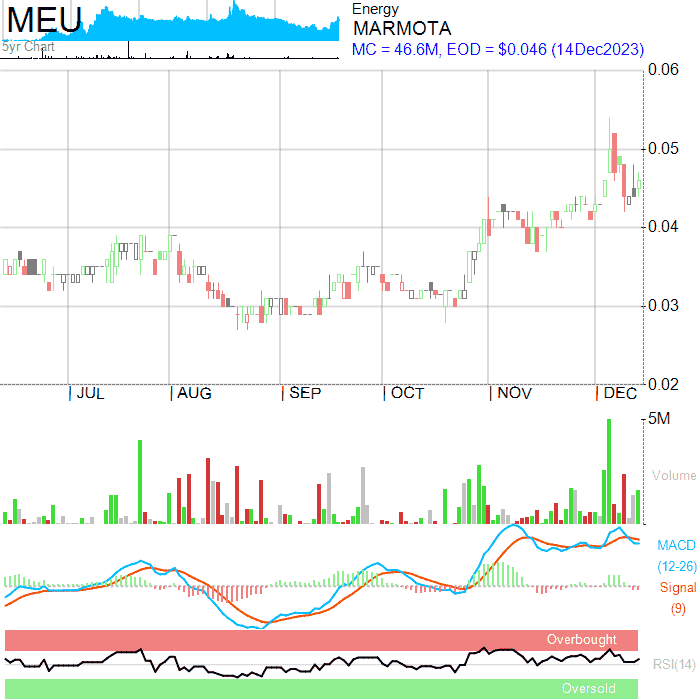 MEU
5yr Chart
Energy
MARMOTA
MC = 46.6M, EOD = $0.046 (14Dec2023)
0.06
0.05
0.04
0.03
0.02
JUL AUG SEP OCT NOV DEC
5M
Volume
MACD
(12-26)
Signal
(9)
Overbought
RSI(14)
Oversold